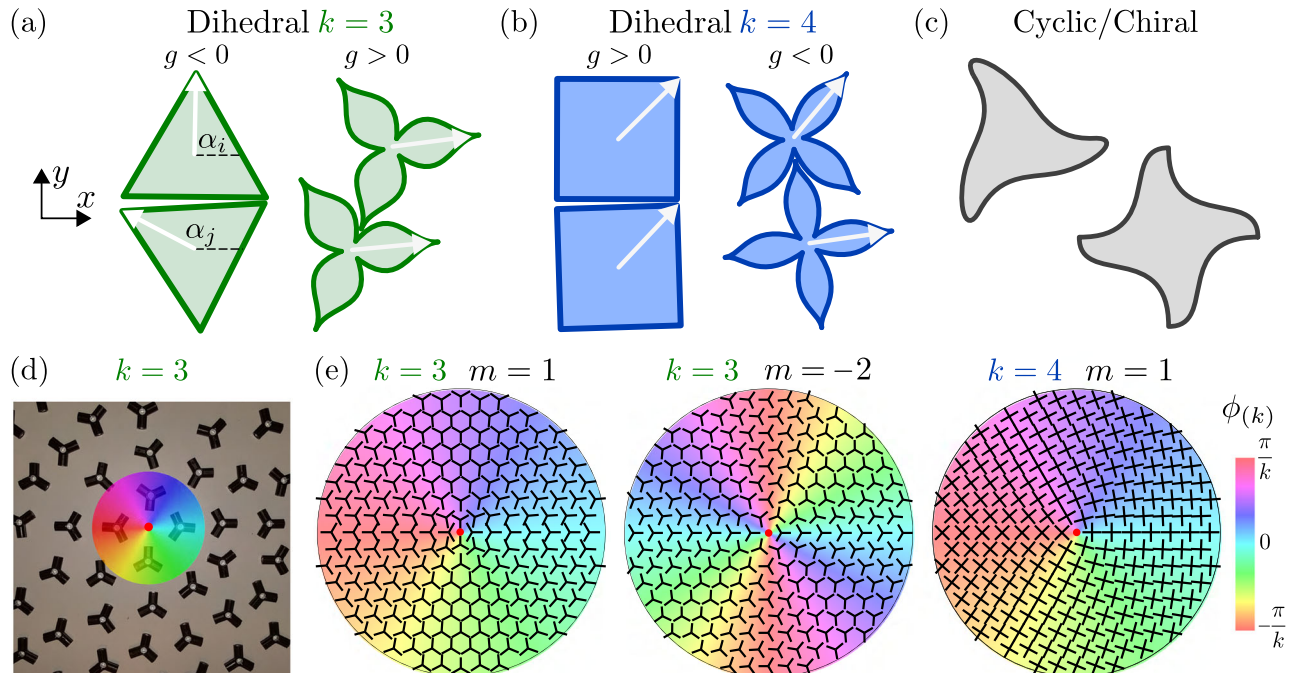 (a) Dihedral k = 3
g < 0 g > 0
α_i
y
x
α_j
(b) Dihedral k = 4
g > 0 g < 0
(c) Cyclic/Chiral
(d) k = 3
(e) k = 3 m = 1
k = 3 m = −2
k = 4 m = 1
ϕ_(k)
π/k
0
−π/k